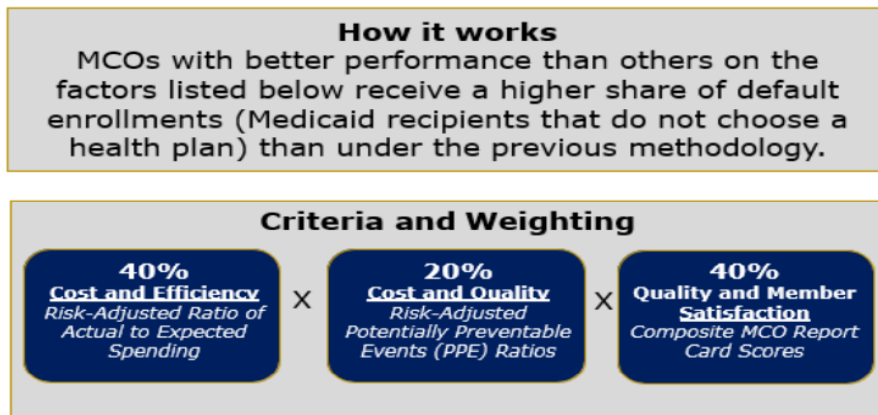 How it works
MCOs with better performance than others on the
factors listed below receive a higher share of default
enrollments (Medicaid recipients that do not choose a
health plan) than under the previous methodology.
Criteria and Weighting
40%
Cost and Efficiency
Risk-Adjusted Ratio of
Actual to Expected
Spending
X
20%
Cost and Quality
Risk-Adjusted
Potentially Preventable
Events (PPE) Ratios
X
40%
Quality and Member
Satisfaction
Composite MCO Report
Card Scores